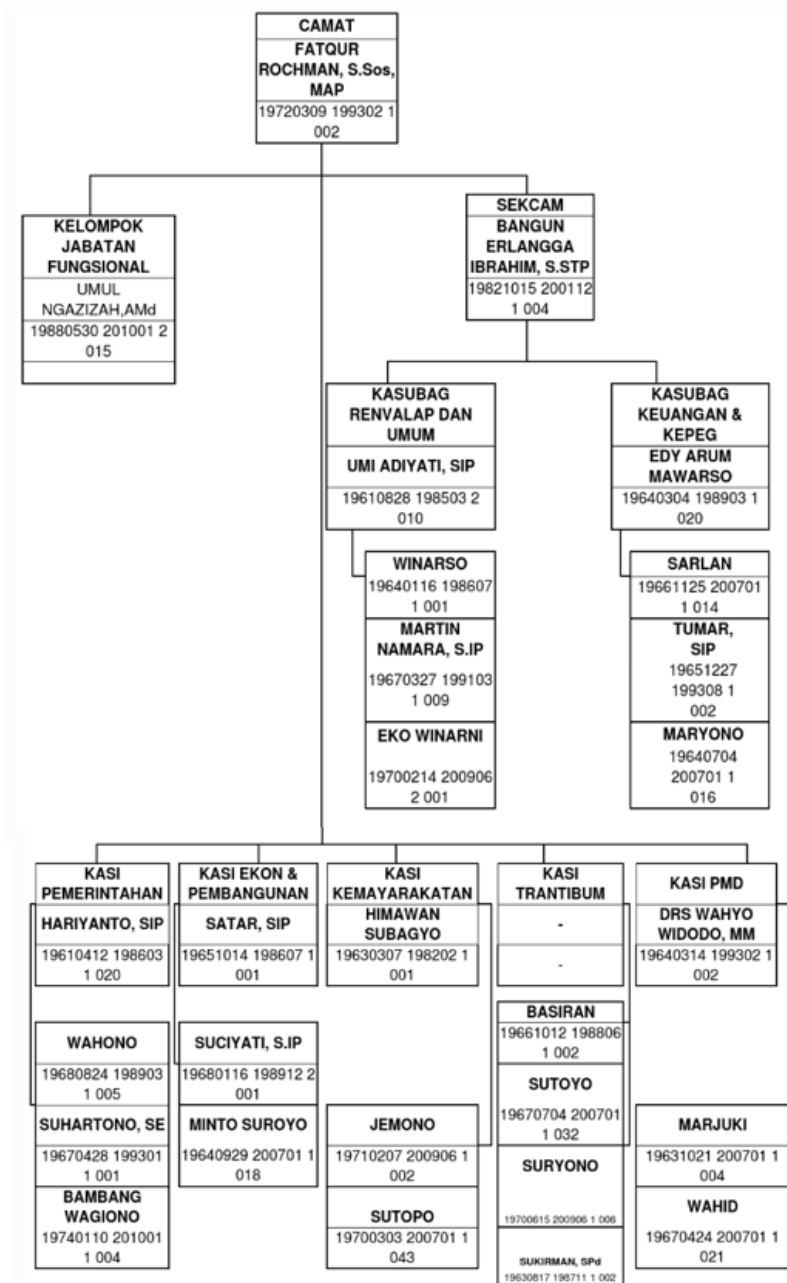 CAMAT
FATQUR
ROCHMAN, S.Sos,
MAP
19720309 199302 1
002
KELOMPOK
JABATAN
FUNGSIONAL
UMUL
NGAZIZAH,AMd
19880530 201001 2
015
SEKCAM
BANGUN
ERLANGGA
IBRAHIM, S.STP
19821015 200112
1 004
KASUBAG
RENVALAP DAN
UMUM
UMI ADIYATI, SIP
19610828 198503 2
010
KASUBAG
KEUANGAN &
KEPEG
EDY ARUM
MAWARSO
19640304 198903 1
020
WINARSO
19640116 198607
1 001
MARTIN
NAMARA, S.IP
19670327 199103
1 009
EKO WINARNI
19700214 200906
2 001
SARLAN
19661125 200701
1 014
TUMAR,
SIP
19651227
199308 1
002
MARYONO
19640704
200701 1
016
KASI
PEMERINTAHAN
HARIYANTO, SIP
19610412 198603
1 020
WAHONO
19680824 198903
1 005
SUHARTONO, SE
19670428 199301
1 001
BAMBANG
WAGIONO
19740110 201001
1 004
KASI EKON &
PEMBANGUNAN
SATAR, SIP
19651014 198607 1
001
SUCIYATI, S.IP
19680116 198912 2
001
MINTO SUROYO
19640929 200701 1
018
KASI
KEMAYARAKATAN
HIMAWAN
SUBAGYO
19630307 198202 1
001
JEMONO
19710207 200906 1
002
SUTOPO
19700303 200701 1
043
KASI
TRANTIBUM
-
-
BASIRAN
19661012 198806
1 002
SUTOYO
19670704 200701
1 032
SURYONO
19700615 200906 1 006
SUKIRMAN, SPd
19630817 198711 1 002
KASI PMD
DRS WAHYO
WIDODO, MM
19640314 199302 1
002
MARJUKI
19631021 200701 1
004
WAHID
19670424 200701 1
021